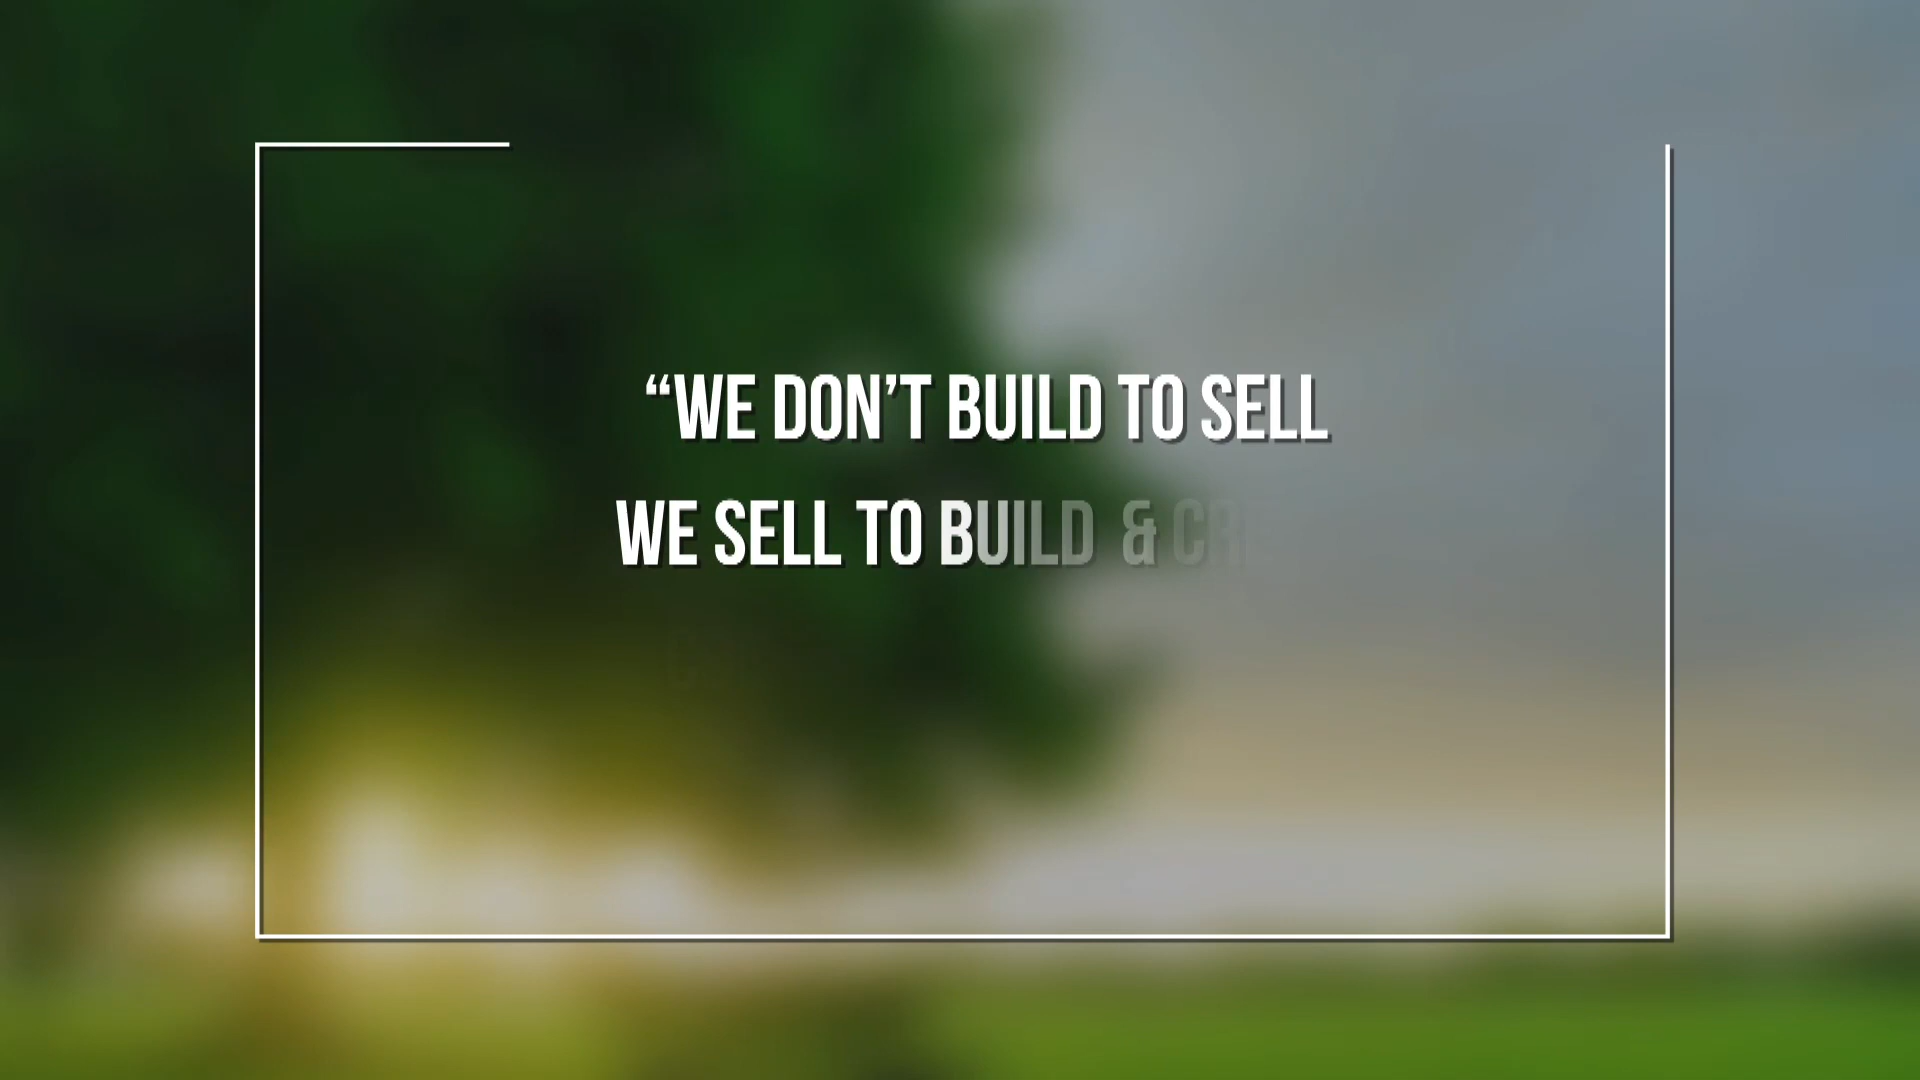 “WE DON’T BUILD TO SELL
WE SELL TO BUILD &